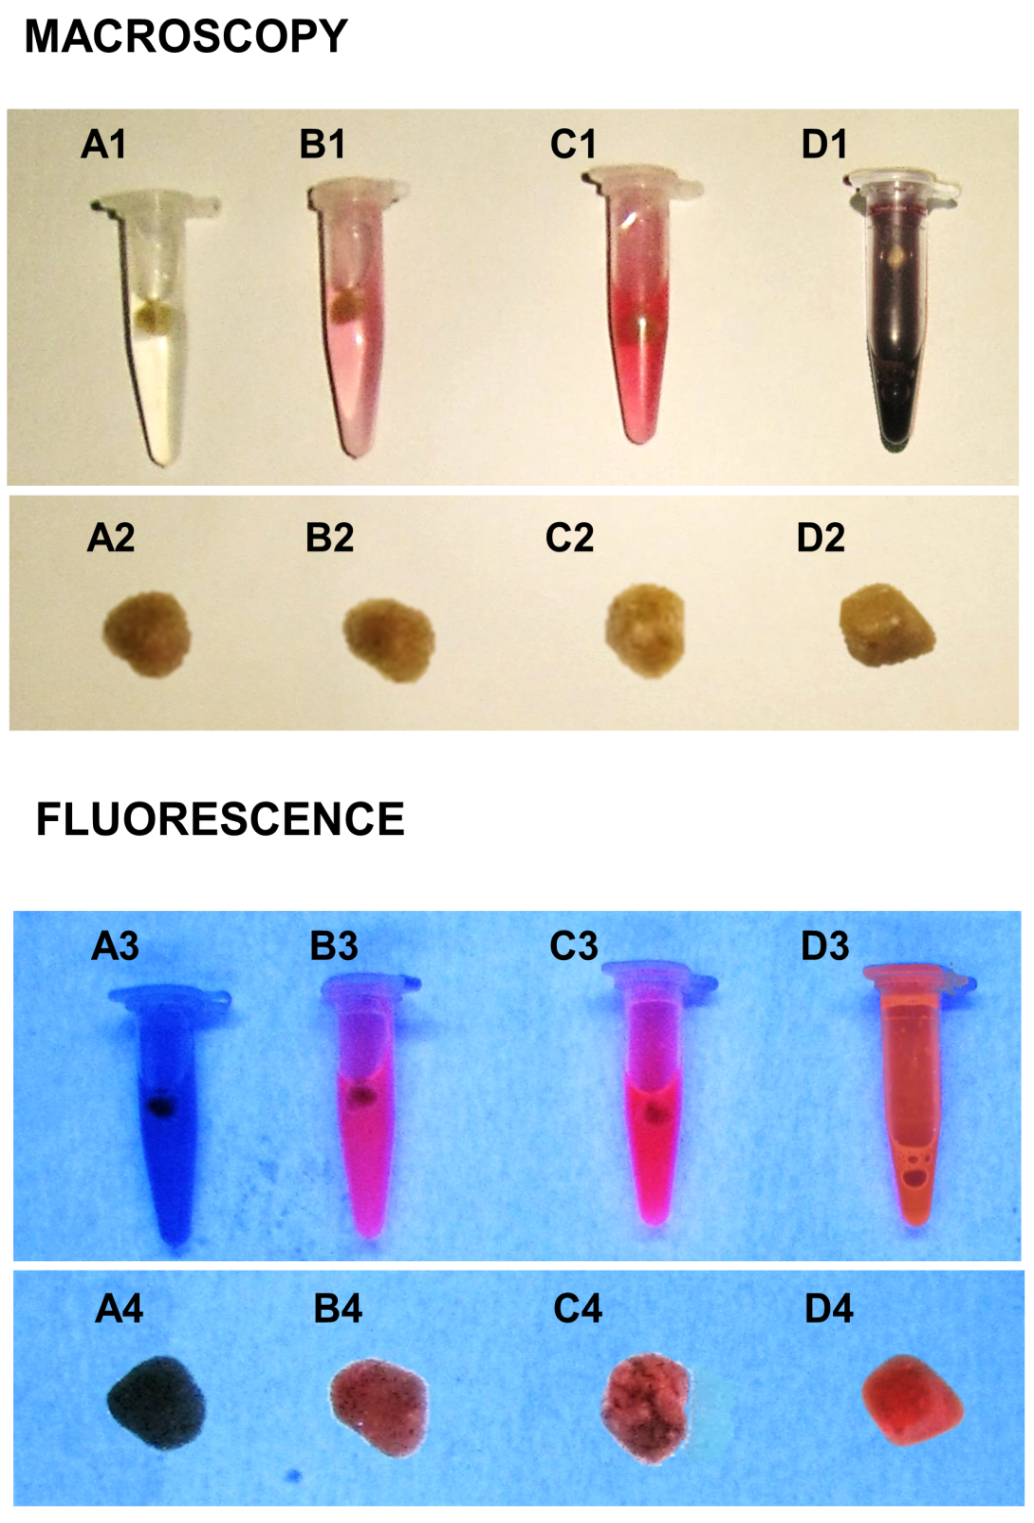 MACROSCOPY
A1 B1 C1 D1
A2 B2 C2 D2
FLUORESCENCE
A3 B3 C3 D3
A4 B4 C4 D4